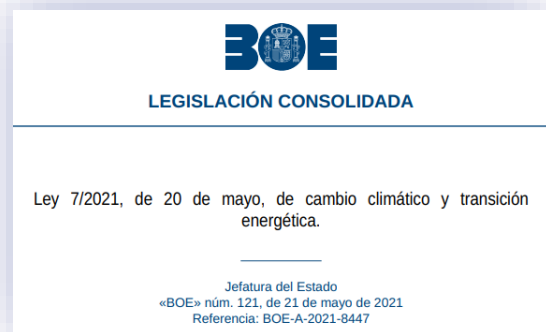 BOE
LEGISLACIÓN CONSOLIDADA
Ley 7/2021, de 20 de mayo, de cambio climático y transición
energética.
Jefatura del Estado
«BOE» núm. 121, de 21 de mayo de 2021
Referencia: BOE-A-2021-8447